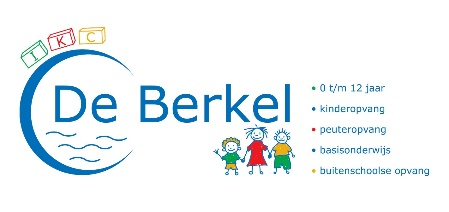 I K C
De Berkel
• 0 t/m 12 jaar
• kinderopvang
• peuteropvang
• basisonderwijs
• buitenschoolse opvang